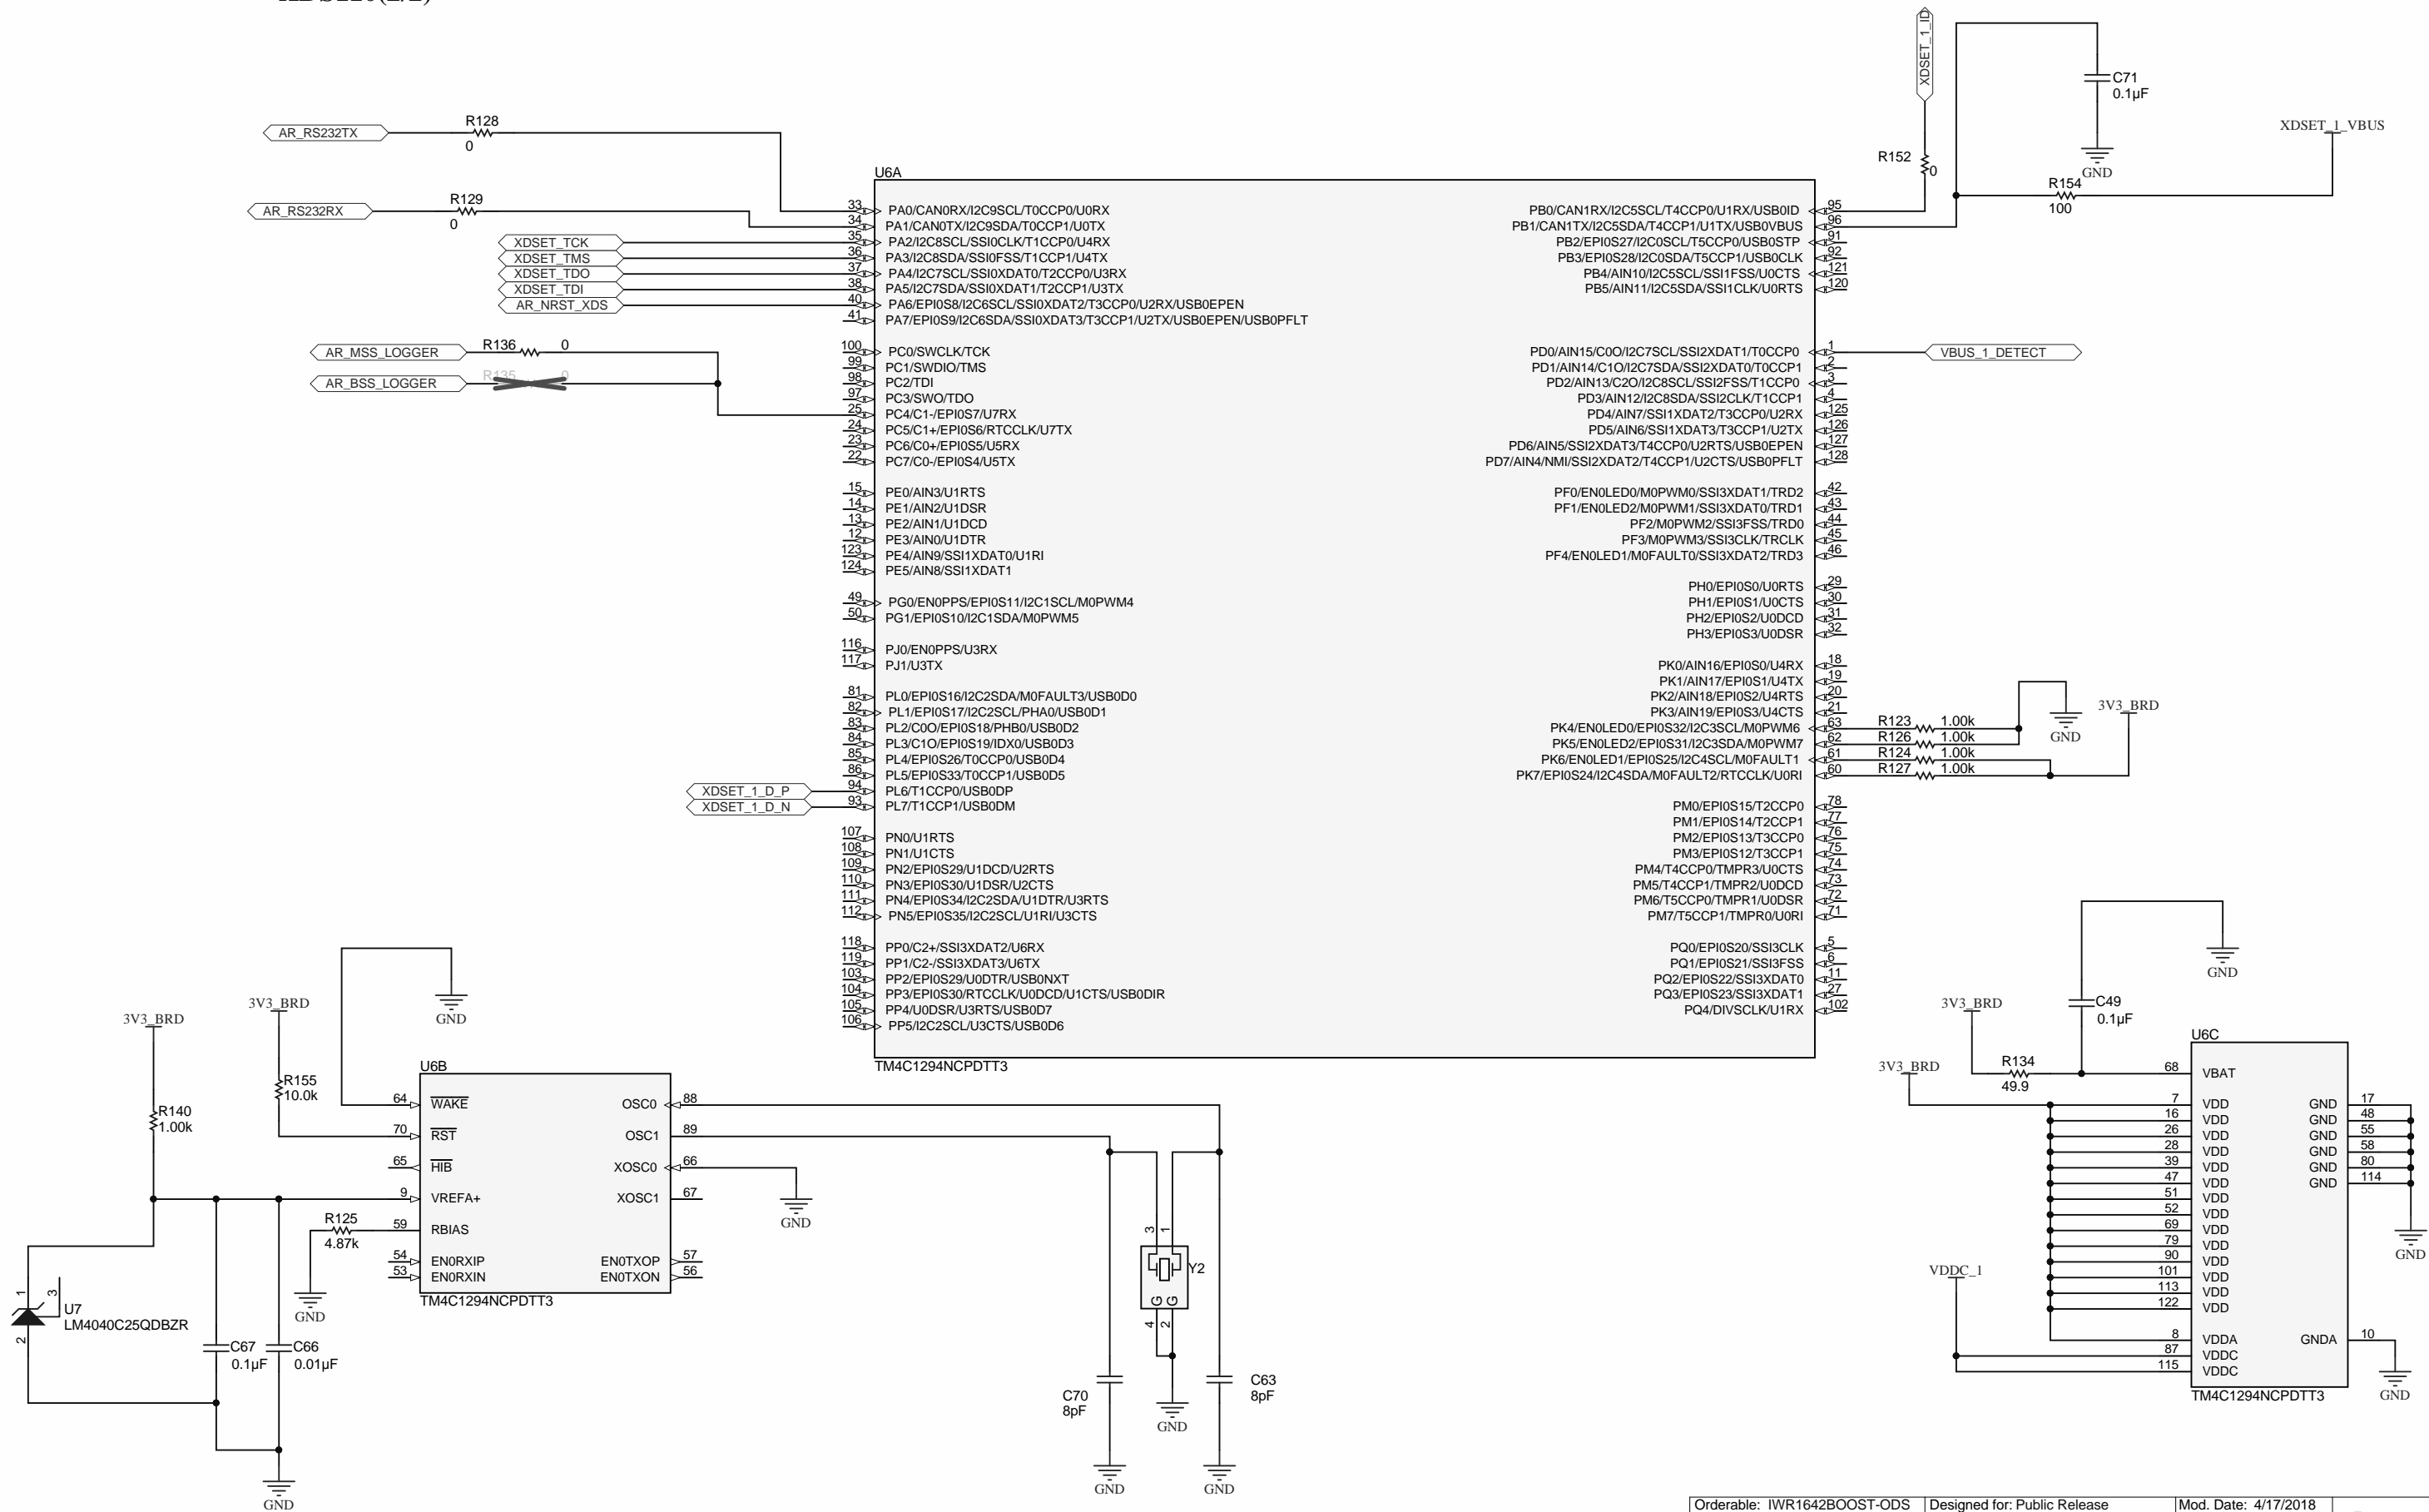 XDSET_1_ID
C71
0.1µF
GND
XDSET_1_VBUS
R152
0
R154
100
AR_RS232TX
R128
0
AR_RS232RX
R129
0
XDSET_TCK
XDSET_TMS
XDSET_TDO
XDSET_TDI
AR_NRST_XDS
AR_MSS_LOGGER
R136 0
AR_BSS_LOGGER
R135 0
U6A
33 PA0/CAN0RX/I2C9SCL/T0CCP0/U0RX
34 PA1/CAN0TX/I2C9SDA/T0CCP1/U0TX
35 PA2/I2C8SCL/SSI0CLK/T1CCP0/U4RX
36 PA3/I2C8SDA/SSI0FSS/T1CCP1/U4TX
37 PA4/I2C7SCL/SSI0XDAT0/T2CCP0/U3RX
38 PA5/I2C7SDA/SSI0XDAT1/T2CCP1/U3TX
40 PA6/EPI0S8/I2C6SCL/SSI0XDAT2/T3CCP0/U2RX/USB0EPEN
41 PA7/EPI0S9/I2C6SDA/SSI0XDAT3/T3CCP1/U2TX/USB0EPEN/USB0PFLT
100 PC0/SWCLK/TCK
99 PC1/SWDIO/TMS
98 PC2/TDI
97 PC3/SWO/TDO
25 PC4/C1-/EPI0S7/U7RX
24 PC5/C1+/EPI0S6/RTCCLK/U7TX
23 PC6/C0+/EPI0S5/U5RX
22 PC7/C0-/EPI0S4/U5TX
15 PE0/AIN3/U1RTS
14 PE1/AIN2/U1DSR
13 PE2/AIN1/U1DCD
12 PE3/AIN0/U1DTR
123 PE4/AIN9/SSI1XDAT0/U1RI
124 PE5/AIN8/SSI1XDAT1
49 PG0/EN0PPS/EPI0S11/I2C1SCL/M0PWM4
50 PG1/EPI0S10/I2C1SDA/M0PWM5
116 PJ0/EN0PPS/U3RX
117 PJ1/U3TX
81 PL0/EPI0S16/I2C2SDA/M0FAULT3/USB0D0
82 PL1/EPI0S17/I2C2SCL/PHA0/USB0D1
83 PL2/C0O/EPI0S18/PHB0/USB0D2
84 PL3/C1O/EPI0S19/IDX0/USB0D3
85 PL4/EPI0S26/T0CCP0/USB0D4
86 PL5/EPI0S33/T0CCP1/USB0D5
XDSET_1_D_P 94 PL6/T1CCP0/USB0DP
XDSET_1_D_N 93 PL7/T1CCP1/USB0DM
107 PN0/U1RTS
108 PN1/U1CTS
109 PN2/EPI0S29/U1DCD/U2RTS
110 PN3/EPI0S30/U1DSR/U2CTS
111 PN4/EPI0S34/I2C2SDA/U1DTR/U3RTS
112 PN5/EPI0S35/I2C2SCL/U1RI/U3CTS
118 PP0/C2+/SSI3XDAT2/U6RX
119 PP1/C2-/SSI3XDAT3/U6TX
103 PP2/EPI0S29/U0DTR/USB0NXT
104 PP3/EPI0S30/RTCCLK/U0DCD/U1CTS/USB0DIR
105 PP4/U0DSR/U3RTS/USB0D7
106 PP5/I2C2SCL/U3CTS/USB0D6
PB0/CAN1RX/I2C5SCL/T4CCP0/U1RX/USB0ID 95
PB1/CAN1TX/I2C5SDA/T4CCP1/U1TX/USB0VBUS 96
PB2/EPI0S27/I2C0SCL/T5CCP0/USB0STP 91
PB3/EPI0S28/I2C0SDA/T5CCP1/USB0CLK 92
PB4/AIN10/I2C5SCL/SSI1FSS/U0CTS 121
PB5/AIN11/I2C5SDA/SSI1CLK/U0RTS 120
PD0/AIN15/C0O/I2C7SCL/SSI2XDAT1/T0CCP0 1
VBUS_1_DETECT
PD1/AIN14/C1O/I2C7SDA/SSI2XDAT0/T0CCP1 2
PD2/AIN13/C2O/I2C8SCL/SSI2FSS/T1CCP0 3
PD3/AIN12/I2C8SDA/SSI2CLK/T1CCP1 4
PD4/AIN7/SSI1XDAT2/T3CCP0/U2RX 125
PD5/AIN6/SSI1XDAT3/T3CCP1/U2TX 126
PD6/AIN5/SSI2XDAT3/T4CCP0/U2RTS/USB0EPEN 127
PD7/AIN4/NMI/SSI2XDAT2/T4CCP1/U2CTS/USB0PFLT 128
PF0/EN0LED0/M0PWM0/SSI3XDAT1/TRD2 42
PF1/EN0LED2/M0PWM1/SSI3XDAT0/TRD1 43
PF2/M0PWM2/SSI3FSS/TRD0 44
PF3/M0PWM3/SSI3CLK/TRCLK 45
PF4/EN0LED1/M0FAULT0/SSI3XDAT2/TRD3 46
PH0/EPI0S0/U0RTS 29
PH1/EPI0S1/U0CTS 30
PH2/EPI0S2/U0DCD 31
PH3/EPI0S3/U0DSR 32
PK0/AIN16/EPI0S0/U4RX 18
PK1/AIN17/EPI0S1/U4TX 19
PK2/AIN18/EPI0S2/U4RTS 20
PK3/AIN19/EPI0S3/U4CTS 21
PK4/EN0LED0/EPI0S32/I2C3SCL/M0PWM6 63 R123 1.00k
PK5/EN0LED2/EPI0S31/I2C3SDA/M0PWM7 62 R126 1.00k
PK6/EN0LED1/EPI0S25/I2C4SCL/M0FAULT1 61 R124 1.00k
PK7/EPI0S24/I2C4SDA/M0FAULT2/RTCCLK/U0RI 60 R127 1.00k
GND
3V3_BRD
PM0/EPI0S15/T2CCP0 78
PM1/EPI0S14/T2CCP1 77
PM2/EPI0S13/T3CCP0 76
PM3/EPI0S12/T3CCP1 75
PM4/T4CCP0/TMPR3/U0CTS 74
PM5/T4CCP1/TMPR2/U0DCD 73
PM6/T5CCP0/TMPR1/U0DSR 72
PM7/T5CCP1/TMPR0/U0RI 71
PQ0/EPI0S20/SSI3CLK 5
PQ1/EPI0S21/SSI3FSS 6
PQ2/EPI0S22/SSI3XDAT0 11
PQ3/EPI0S23/SSI3XDAT1 27
PQ4/DIVSCLK/U1RX 102
TM4C1294NCPDTT3
GND
3V3_BRD
3V3_BRD
R155
10.0k
R140
1.00k
U6B
64 WAKE
70 RST
65 HIB
9 VREFA+
59 RBIAS
54 EN0RXIP
53 EN0RXIN
OSC0 88
OSC1 89
XOSC0 66
XOSC1 67
EN0TXOP 57
EN0TXON 56
TM4C1294NCPDTT3
R125
4.87k
GND
GND
1
3
2
U7
LM4040C25QDBZR
C67
0.1µF
C66
0.01µF
GND
3 1
Y2
G G
4 2
GND
C70
8pF
GND
C63
8pF
GND
GND
C49
0.1µF
3V3_BRD
R134
49.9
3V3_BRD
VDDC_1
U6C
68 VBAT
7 VDD GND 17
16 VDD GND 48
26 VDD GND 55
28 VDD GND 58
39 VDD GND 80
47 VDD GND 114
51 VDD
52 VDD
69 VDD
79 VDD
90 VDD
101 VDD
113 VDD
122 VDD
8 VDDA GNDA 10
87 VDDC
115 VDDC
TM4C1294NCPDTT3
GND
GND
Orderable: IWR1642BOOST-ODS Designed for: Public Release Mod. Date: 4/17/2018